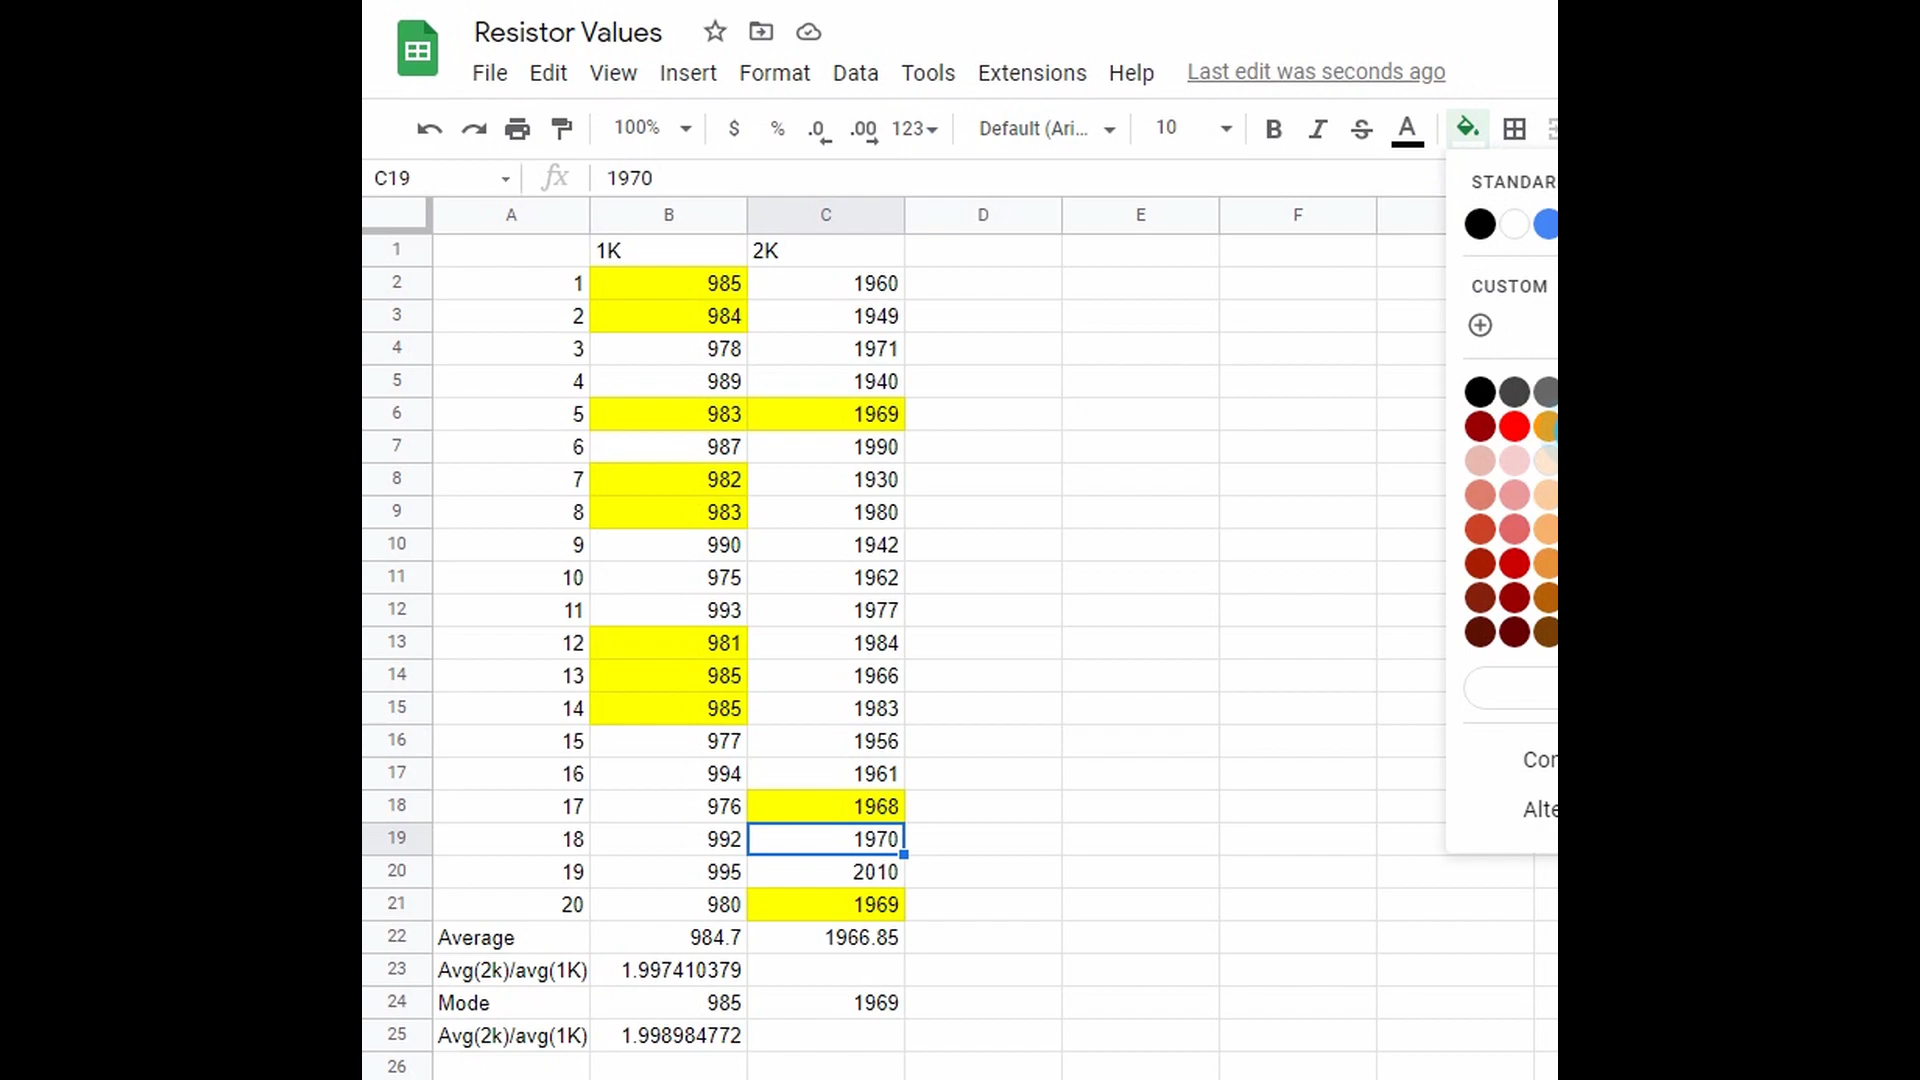 Resistor Values
File Edit View Insert Format Data Tools Extensions Help Last edit was seconds ago
100% $ % .0 .00 123 Default (Ari... 10 B I S A
C19 fx 1970
STANDAR
A B C D E F
1 1K 2K
2 1 985 1960
CUSTOM
3 2 984 1949
4 3 978 1971
5 4 989 1940
6 5 983 1969
7 6 987 1990
8 7 982 1930
9 8 983 1980
10 9 990 1942
11 10 975 1962
12 11 993 1977
13 12 981 1984
14 13 985 1966
15 14 985 1983
16 15 977 1956
Con
17 16 994 1961
18 17 976 1968
Alte
19 18 992 1970
20 19 995 2010
21 20 980 1969
22 Average 984.7 1966.85
23 Avg(2k)/avg(1K) 1.997410379
24 Mode 985 1969
25 Avg(2k)/avg(1K) 1.998984772
26